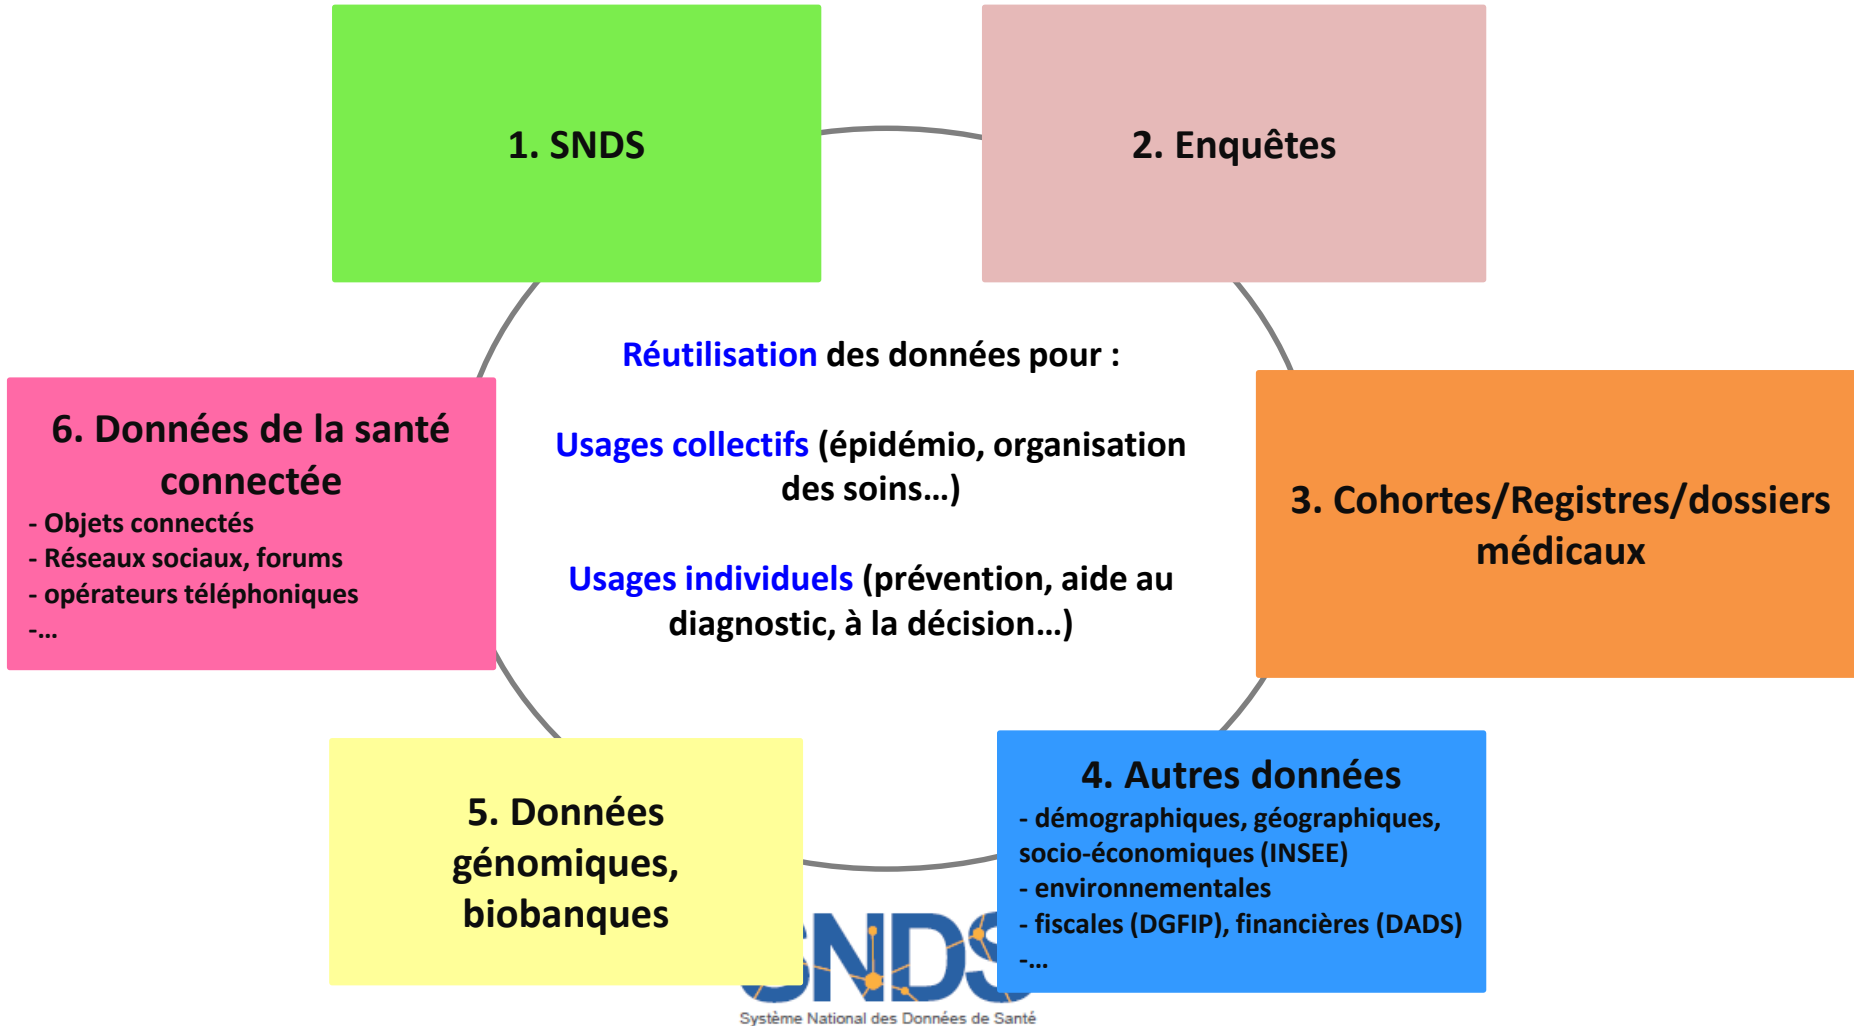 1. SNDS
2. Enquêtes
Réutilisation des données pour :
Usages collectifs (épidémio, organisation
des soins…)
Usages individuels (prévention, aide au
diagnostic, à la décision…)
3. Cohortes/Registres/dossiers
médicaux
4. Autres données
- démographiques, géographiques,
socio-économiques (INSEE)
- environnementales
- fiscales (DGFIP), financières (DADS)
-…
5. Données
génomiques,
biobanques
6. Données de la santé
connectée
- Objets connectés
- Réseaux sociaux, forums
- opérateurs téléphoniques
-…
SNDS
Système National des Données de Santé